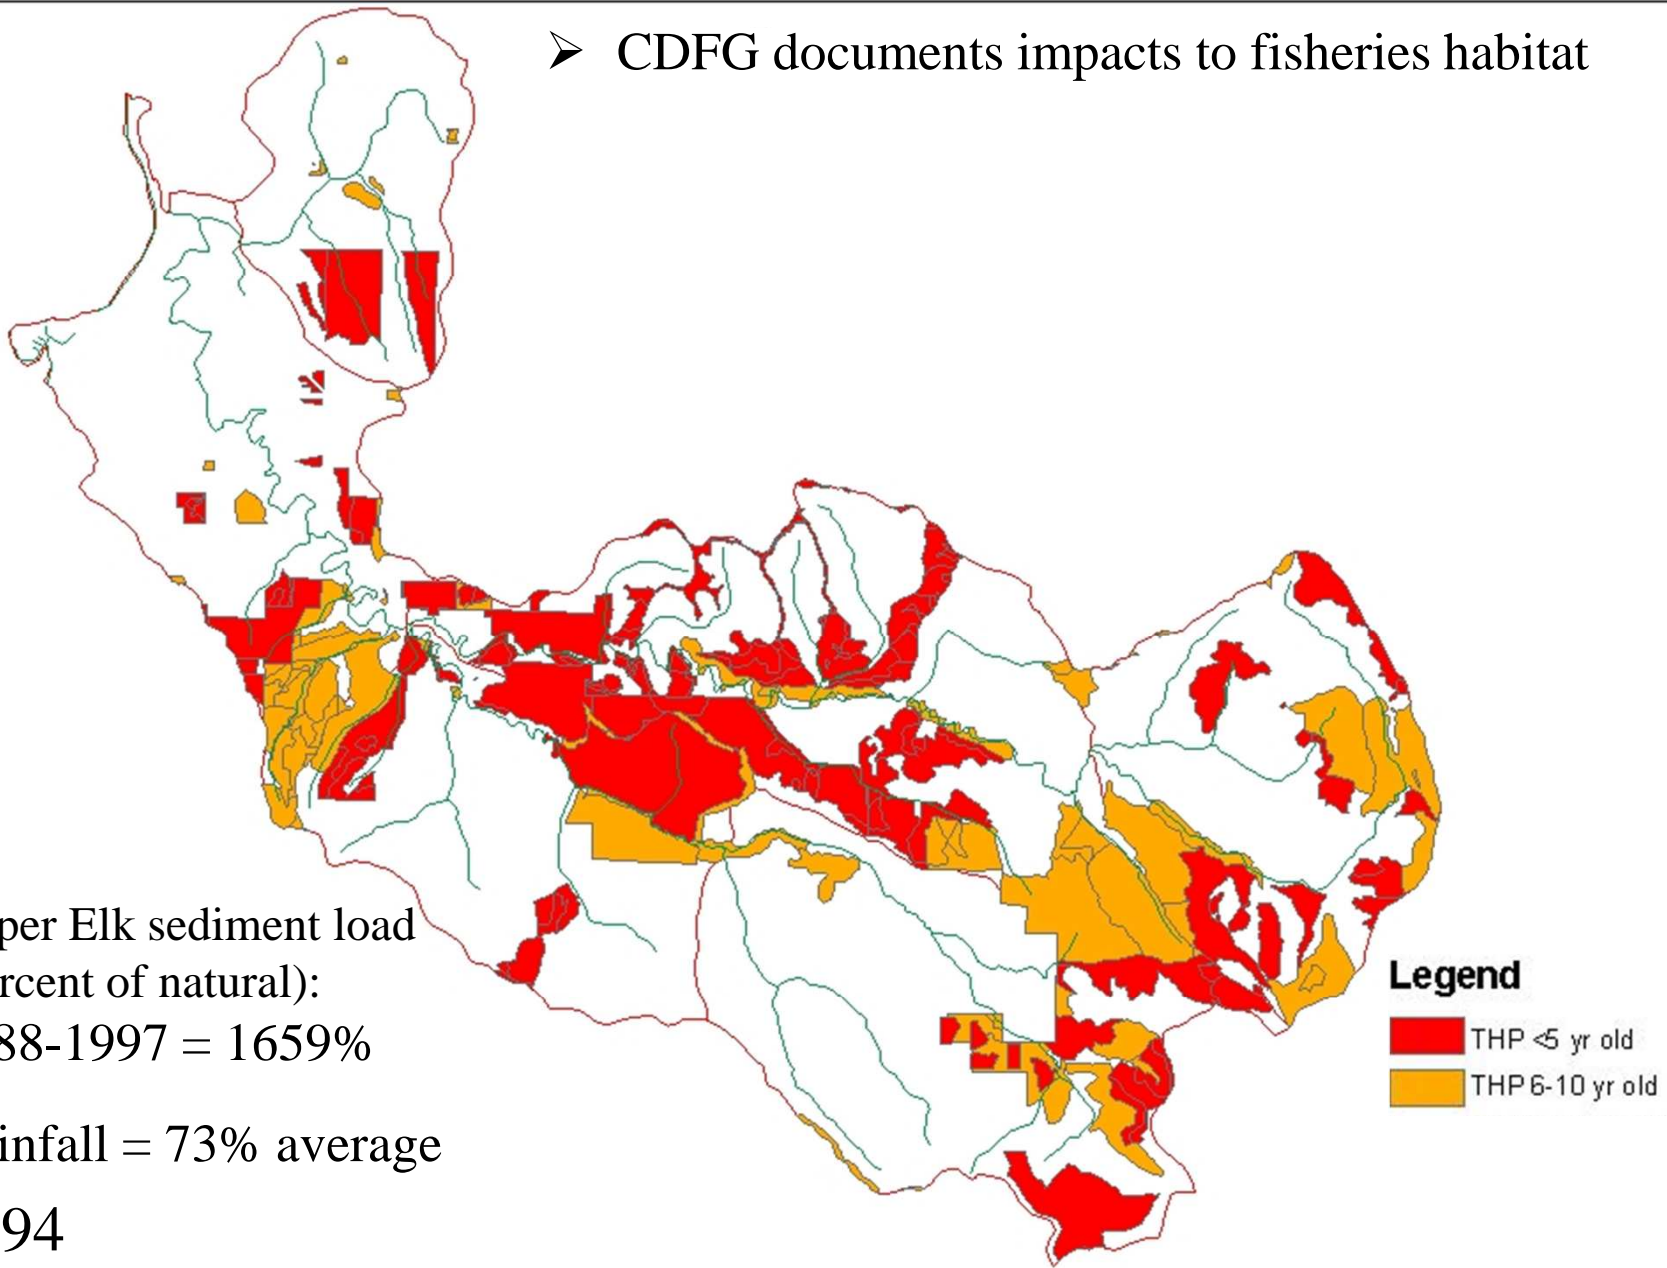 ➢ CDFG documents impacts to fisheries habitat
per Elk sediment load
rcent of natural):
88-1997 = 1659%
infall = 73% average
94
Legend
THP <5 yr old
THP 6-10 yr old